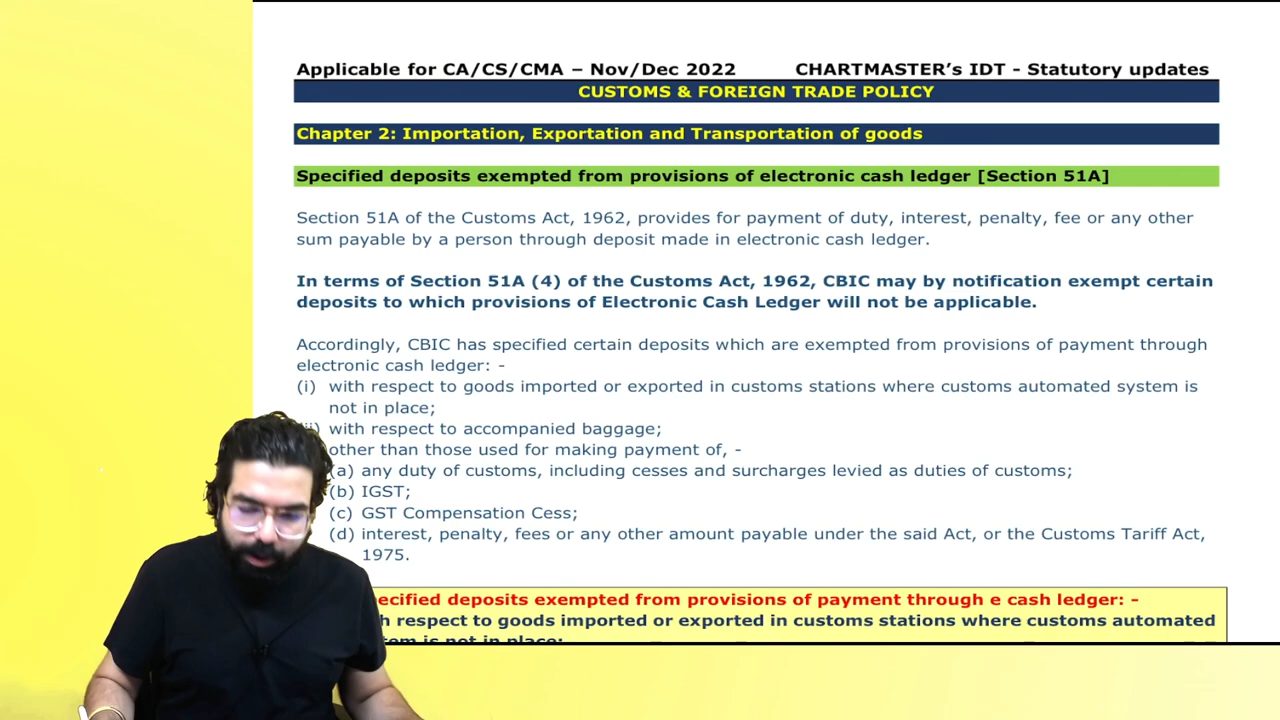 Applicable for CA/CS/CMA – Nov/Dec 2022 CHARTMASTER's IDT - Statutory updates
CUSTOMS & FOREIGN TRADE POLICY
Chapter 2: Importation, Exportation and Transportation of goods
Specified deposits exempted from provisions of electronic cash ledger [Section 51A]
Section 51A of the Customs Act, 1962, provides for payment of duty, interest, penalty, fee or any other
sum payable by a person through deposit made in electronic cash ledger.
In terms of Section 51A (4) of the Customs Act, 1962, CBIC may by notification exempt certain
deposits to which provisions of Electronic Cash Ledger will not be applicable.
Accordingly, CBIC has specified certain deposits which are exempted from provisions of payment through
electronic cash ledger: -
(i) with respect to goods imported or exported in customs stations where customs automated system is
not in place;
with respect to accompanied baggage;
other than those used for making payment of, -
(a) any duty of customs, including cesses and surcharges levied as duties of customs;
(b) IGST;
(c) GST Compensation Cess;
(d) interest, penalty, fees or any other amount payable under the said Act, or the Customs Tariff Act,
1975.
deposits exempted from provisions of payment through e cash ledger: -
respect to goods imported or exported in customs stations where customs automated
is not in place;